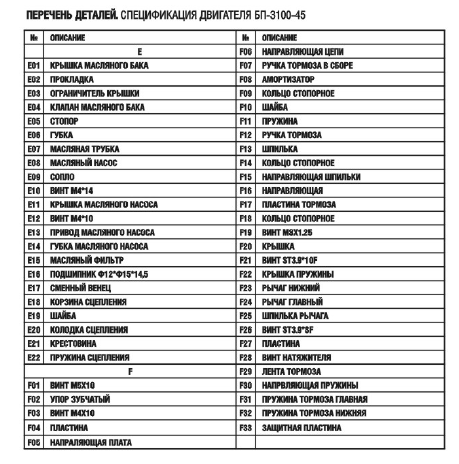 ПЕРЕЧЕНЬ ДЕТАЛЕЙ. СПЕЦИФИКАЦИЯ ДВИГАТЕЛЯ БП-3100-45
№ ОПИСАНИЕ
E
E01 КРЫШКА МАСЛЯНОГО БАКА
E02 ПРОКЛАДКА
E03 ОГРАНИЧИТЕЛЬ КРЫШКИ
E04 КЛАПАН МАСЛЯНОГО БАКА
E05 СТОПОР
E06 ГУБКА
E07 МАСЛЯНАЯ ТРУБКА
E08 МАСЛЯНЫЙ НАСОС
E09 СОПЛО
E10 ВИНТ M4*14
E11 КРЫШКА МАСЛЯНОГО НАСОСА
E12 ВИНТ M4*10
E13 ПРИВОД МАСЛЯНОГО НАСОСА
E14 ГУБКА МАСЛЯНОГО НАСОСА
E15 МАСЛЯНЫЙ ФИЛЬТР
E16 ПОДШИПНИК Ф12*Ф15*14,5
E17 СМЕННЫЙ ВЕНЕЦ
E18 КОРЗИНА СЦЕПЛЕНИЯ
E19 ШАЙБА
E20 КОЛОДКА СЦЕПЛЕНИЯ
E21 КРЕСТОВИНА
E22 ПРУЖИНА СЦЕПЛЕНИЯ
F
F01 ВИНТ M5X10
F02 УПОР ЗУБЧАТЫЙ
F03 ВИНТ M4X10
F04 ПЛАСТИНА
F05 НАПРАЛЯЮЩАЯ ПЛАТА
№ ОПИСАНИЕ
F06 НАПРАВЛЯЮЩАЯ ЦЕПИ
F07 РУЧКА ТОРМОЗА В СБОРЕ
F08 АМОРТИЗАТОР
F09 КОЛЬЦО СТОПОРНОЕ
F10 ШАЙБА
F11 ПРУЖИНА
F12 РУЧКА ТОРМОЗА
F13 ШПИЛЬКА
F14 КОЛЬЦО СТОПОРНОЕ
F15 НАПРАВЛЯЮЩАЯ ШПИЛЬКИ
F16 НАПРАВЛЯЮЩАЯ
F17 ПЛАСТИНА ТОРМОЗА
F18 КОЛЬЦО СТОПОРНОЕ
F19 ВИНТ M8X1.25
F20 КРЫШКА
F21 ВИНТ ST3.9*10F
F22 КРЫШКА ПРУЖИНЫ
F23 РЫЧАГ НИЖНИЙ
F24 РЫЧАГ ГЛАВНЫЙ
F25 ШПИЛЬКА РЫЧАГА
F26 ВИНТ ST3.9*8F
F27 ПЛАСТИНА
F28 ВИНТ НАТЯЖИТЕЛЯ
F29 ЛЕНТА ТОРМОЗА
F30 НАПРВЛЯЮЩАЯ ПРУЖИНЫ
F31 ПРУЖИНА ТОРМОЗА ГЛАВНАЯ
F32 ПРУЖИНА ТОРМОЗА НИЖНЯЯ
F33 ЗАЩИТНАЯ ПЛАСТИНА